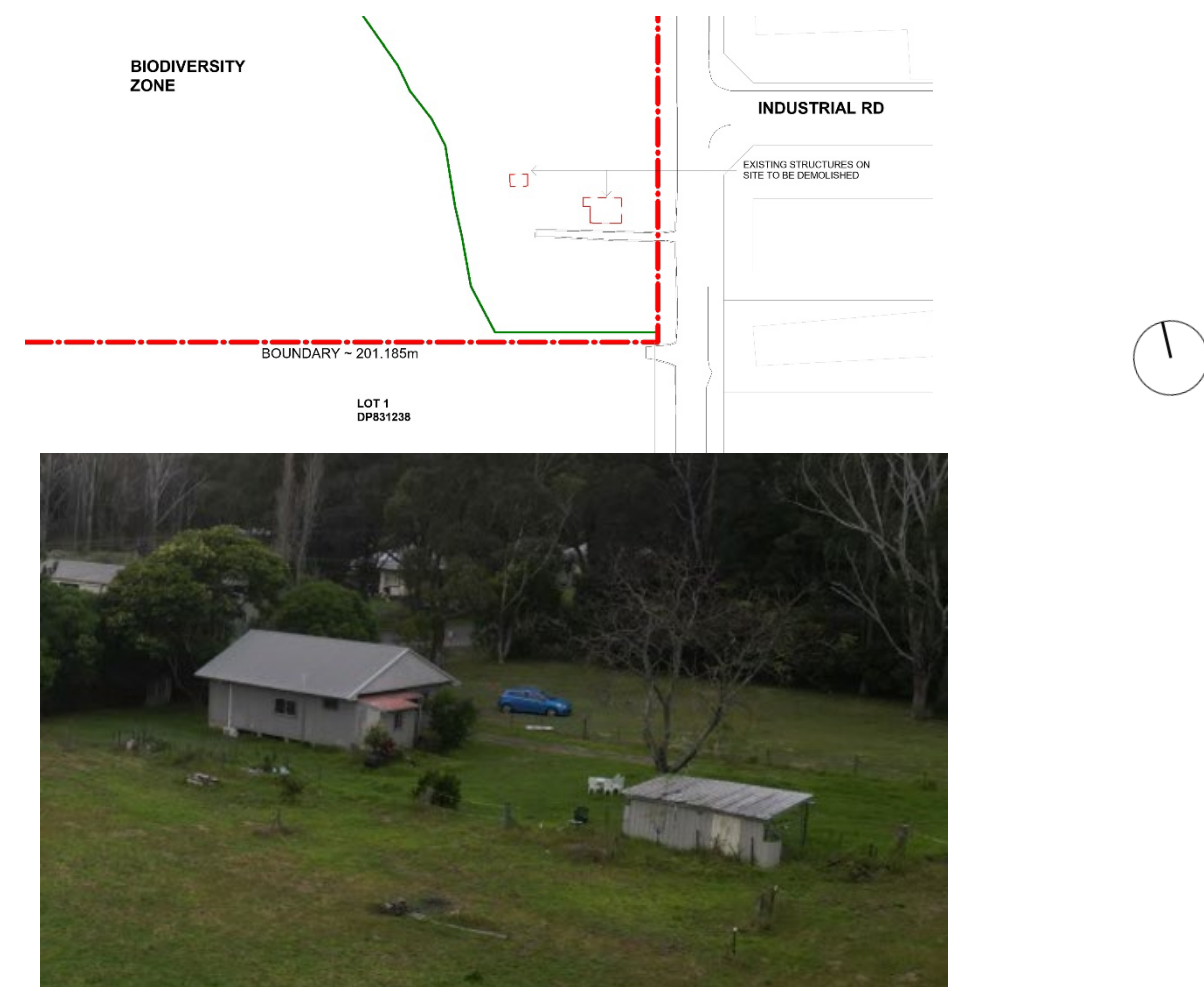 BIODIVERSITY
ZONE
INDUSTRIAL RD
EXISTING STRUCTURES ON
SITE TO BE DEMOLISHED
BOUNDARY ~ 201.185m
LOT 1
DP831238